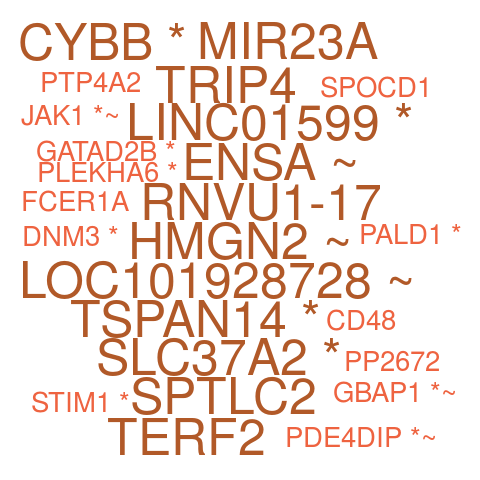 CYBB * MIR23A
PTP4A2 TRIP4 SPOCD1
JAK1 *~ LINC01599 *
GATAD2B *
PLEKHA6 * ENSA ~
FCER1A RNVU1-17
DNM3 * HMGN2 ~ PALD1 *
LOC101928728 ~
TSPAN14 * CD48
SLC37A2 * PP2672
STIM1 * SPTLC2 GBAP1 *~
TERF2 PDE4DIP *~